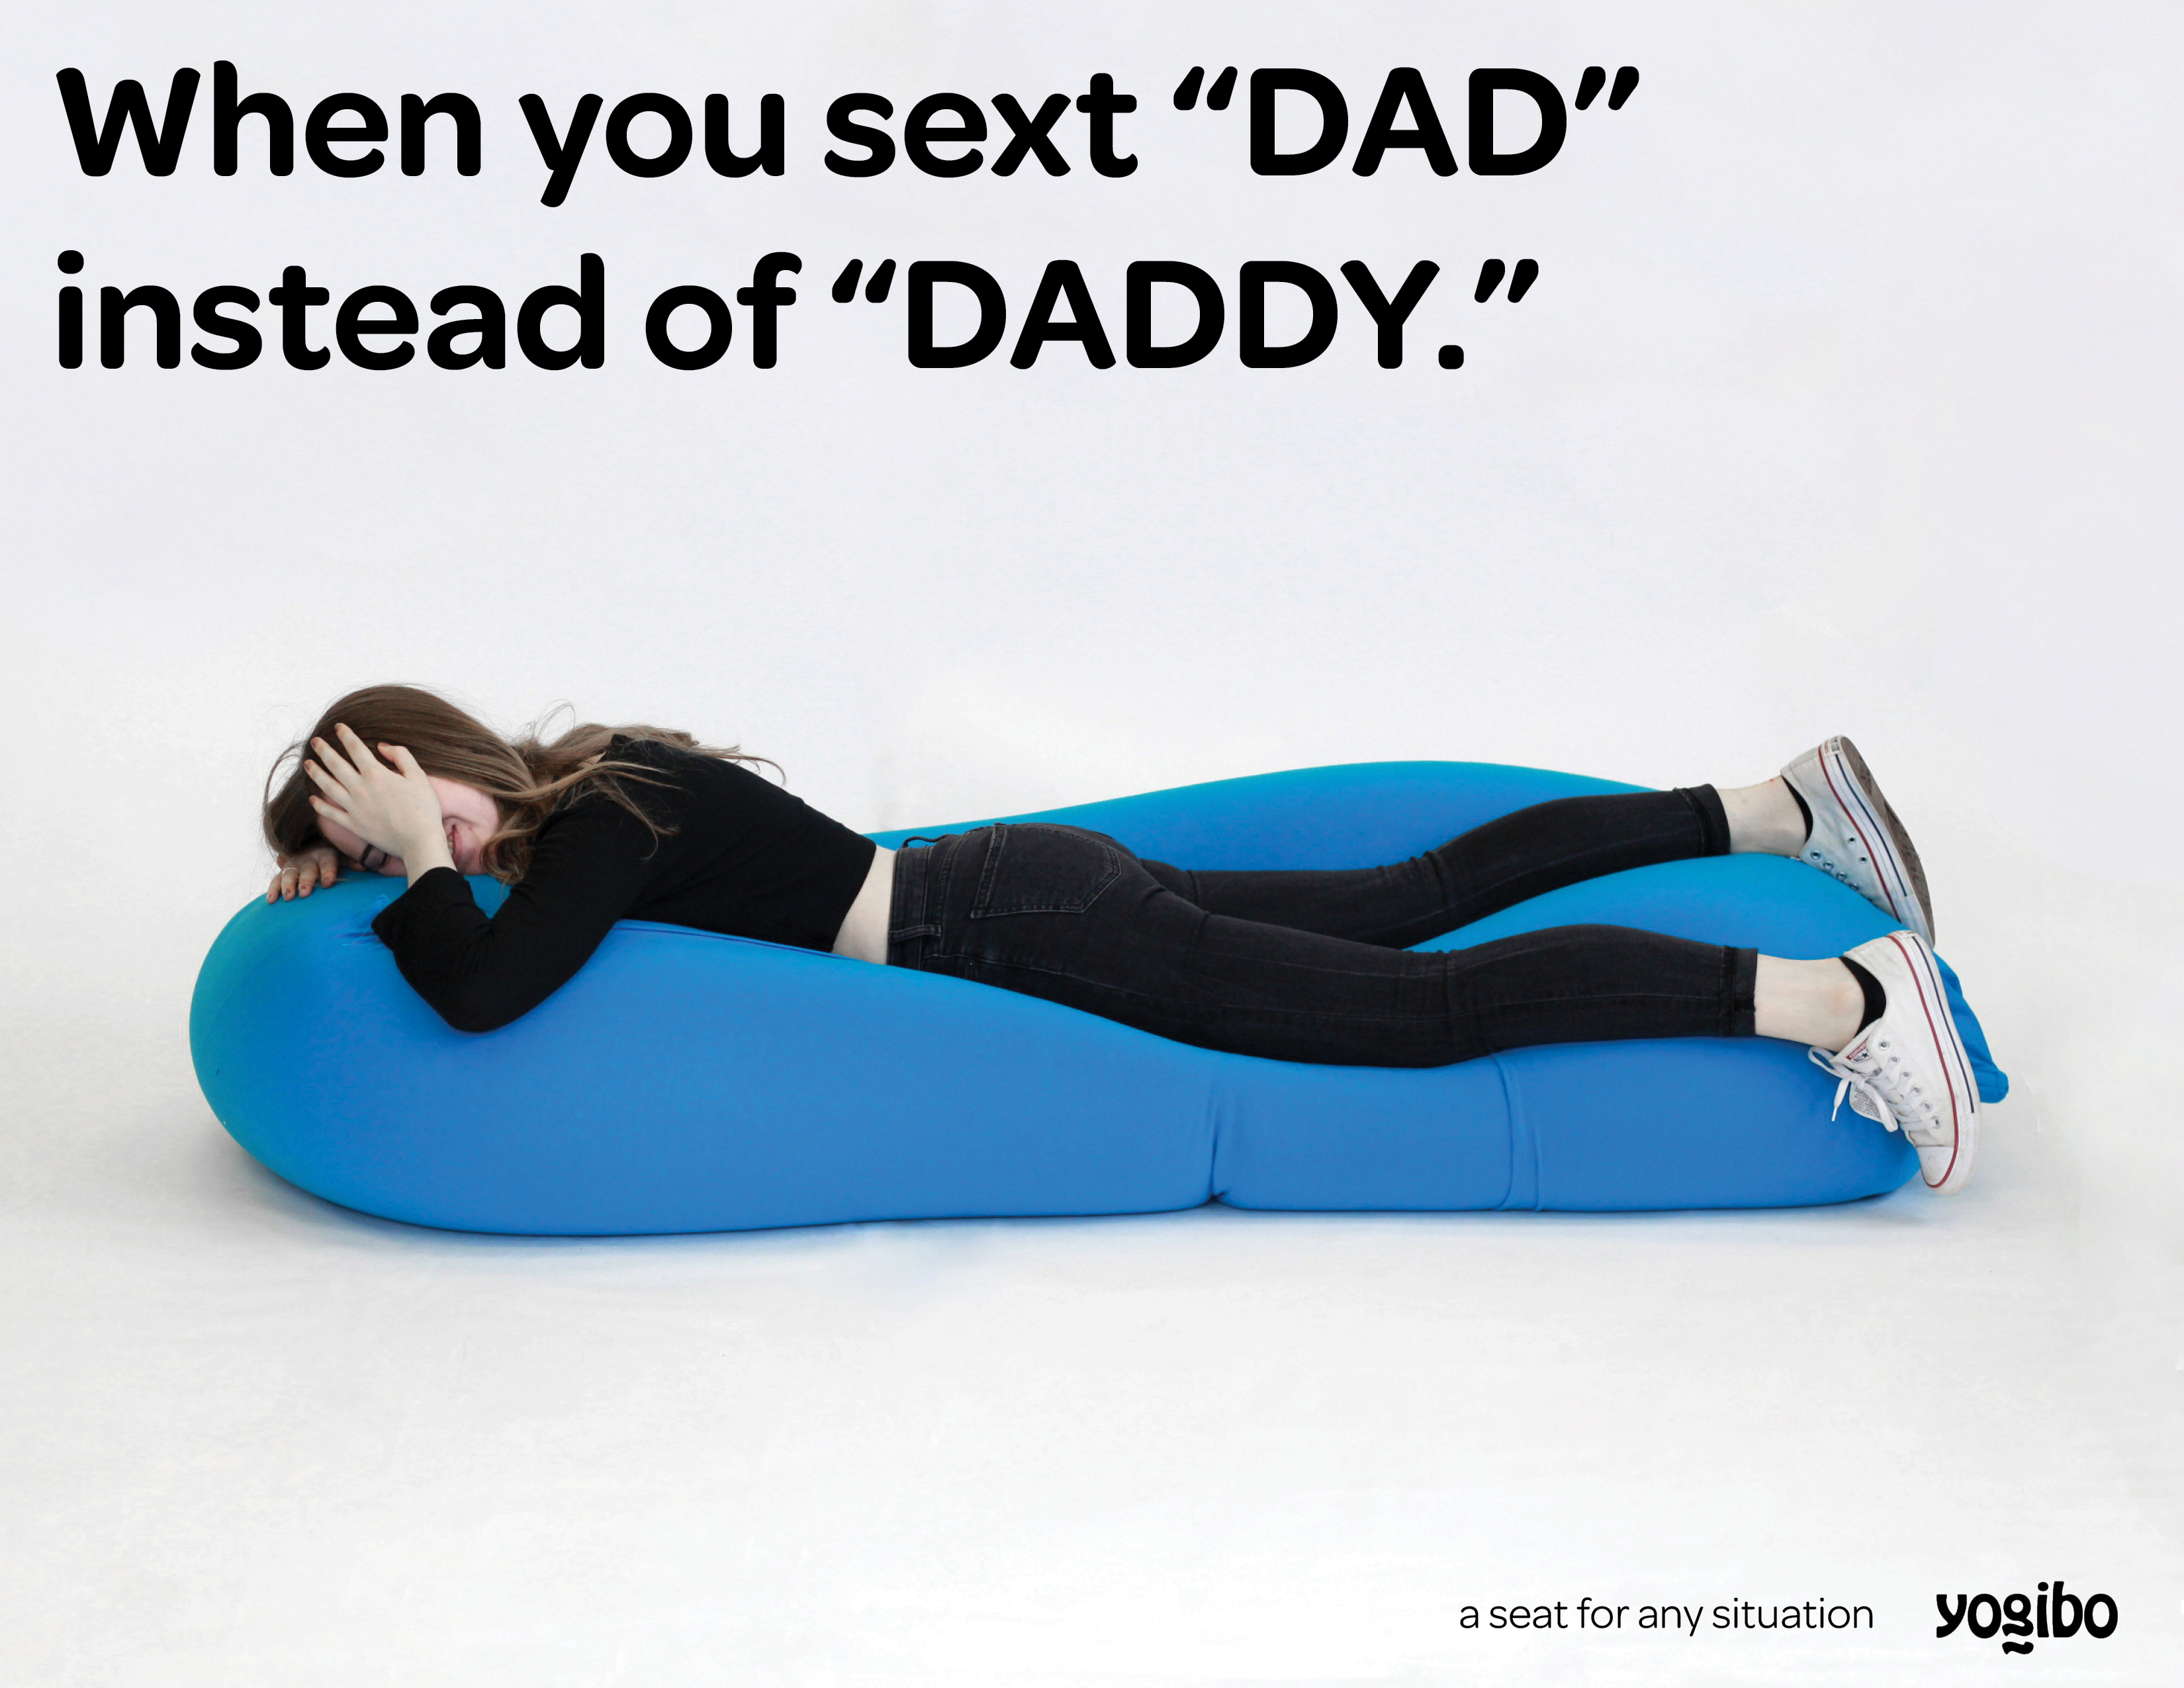 When you sext “DAD”
instead of “DADDY.”
a seat for any situation
yogibo